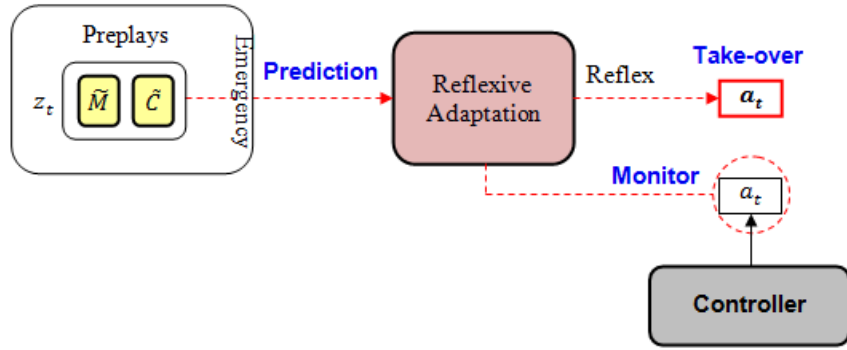 Preplays
z_t
M̃
C̃
Emergency
Prediction
Reflexive
Adaptation
Reflex
Take-over
a_t
Monitor
a_t
Controller